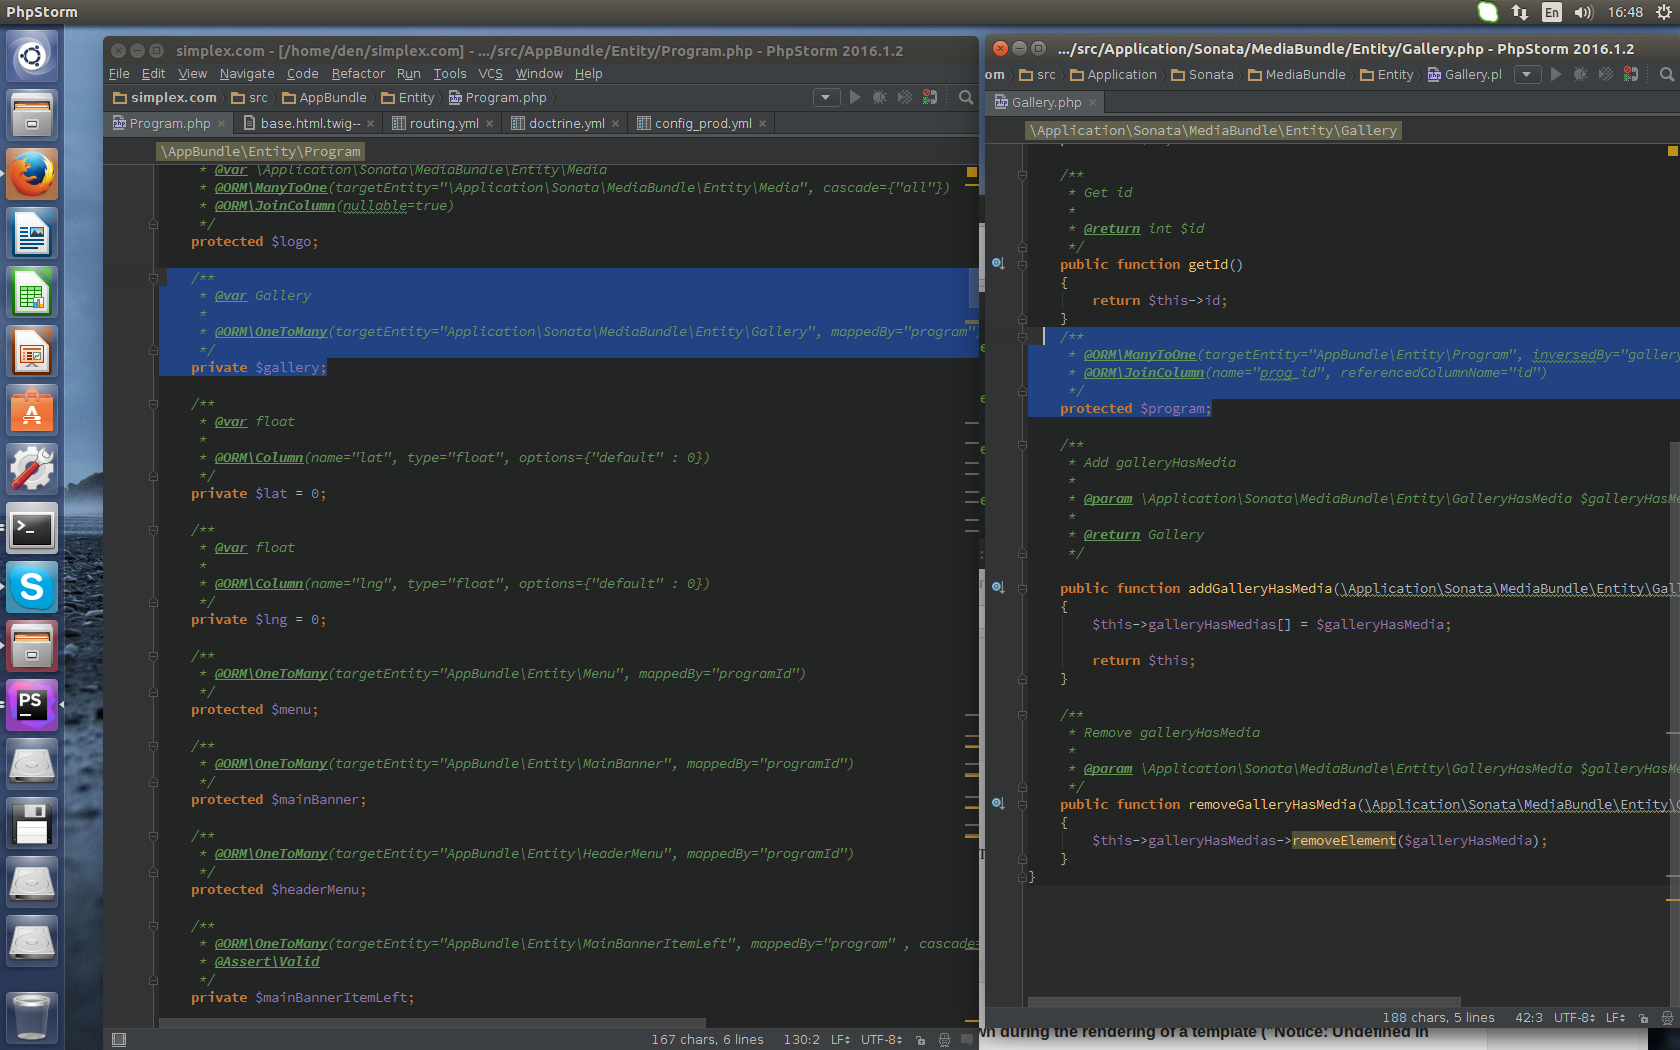 PhpStorm
En
16:48
simplex.com - [/home/den/simplex.com] - .../src/AppBundle/Entity/Program.php - PhpStorm 2016.1.2
File Edit View Navigate Code Refactor Run Tools VCS Window Help
simplex.com src AppBundle Entity Program.php
Program.php base.html.twig-- routing.yml doctrine.yml config_prod.yml
\AppBundle\Entity\Program
* @var \Application\Sonata\MediaBundle\Entity\Media
* @ORM\ManyToOne(targetEntity="\Application\Sonata\MediaBundle\Entity\Media", cascade={"all"})
* @ORM\JoinColumn(nullable=true)
*/
protected $logo;
/**
* @var Gallery
*
* @ORM\OneToMany(targetEntity="Application\Sonata\MediaBundle\Entity\Gallery", mappedBy="program")
*/
private $gallery;
/**
* @var float
*
* @ORM\Column(name="lat", type="float", options={"default" : 0})
*/
private $lat = 0;
/**
* @var float
*
* @ORM\Column(name="lng", type="float", options={"default" : 0})
*/
private $lng = 0;
/**
* @ORM\OneToMany(targetEntity="AppBundle\Entity\Menu", mappedBy="programId")
*/
protected $menu;
/**
* @ORM\OneToMany(targetEntity="AppBundle\Entity\MainBanner", mappedBy="programId")
*/
protected $mainBanner;
/**
* @ORM\OneToMany(targetEntity="AppBundle\Entity\HeaderMenu", mappedBy="programId")
*/
protected $headerMenu;
/**
* @ORM\OneToMany(targetEntity="AppBundle\Entity\MainBannerItemLeft", mappedBy="program" , cascade=
* @Assert\Valid
*/
private $mainBannerItemLeft;
167 chars, 6 lines 130:2 LF UTF-8
.../src/Application/Sonata/MediaBundle/Entity/Gallery.php - PhpStorm 2016.1.2
om src Application Sonata MediaBundle Entity Gallery.pl
Gallery.php
\Application\Sonata\MediaBundle\Entity\Gallery
/**
* Get id
*
* @return int $id
*/
public function getId()
{
return $this->id;
}
/**
* @ORM\ManyToOne(targetEntity="AppBundle\Entity\Program", inversedBy="gallery
* @ORM\JoinColumn(name="prog_id", referencedColumnName="id")
*/
protected $program;
/**
* Add galleryHasMedia
*
* @param \Application\Sonata\MediaBundle\Entity\GalleryHasMedia $galleryHasMe
*
* @return Gallery
*/
public function addGalleryHasMedia(\Application\Sonata\MediaBundle\Entity\Gal
{
$this->galleryHasMedias[] = $galleryHasMedia;
return $this;
}
/**
* Remove galleryHasMedia
*
* @param \Application\Sonata\MediaBundle\Entity\GalleryHasMedia $galleryHasMe
*/
public function removeGalleryHasMedia(\Application\Sonata\MediaBundle\Entity\G
{
$this->galleryHasMedias->removeElement($galleryHasMedia);
}
}
188 chars, 5 lines 42:3 UTF-8 LF
wn during the rendering of a template ("Notice: Undefined in
PS